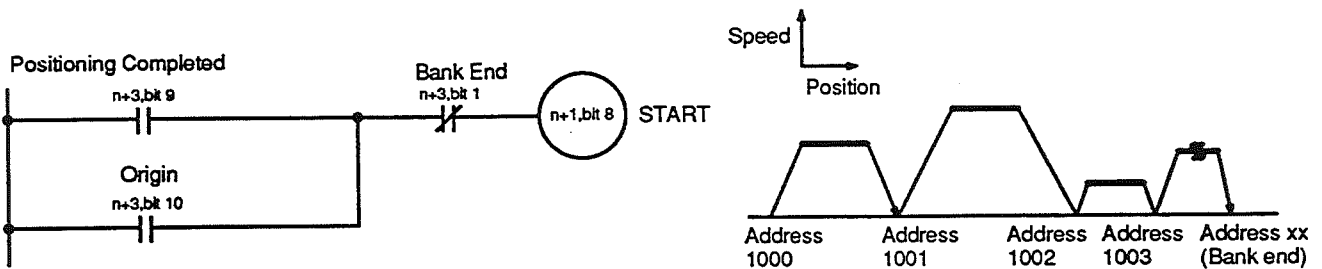 Positioning Completed
n+3,bit 9
Bank End
n+3,bit 1
n+1,bit 8
START
Origin
n+3,bit 10
Speed
Position
Address
1000
Address
1001
Address
1002
Address
1003
Address xx
(Bank end)